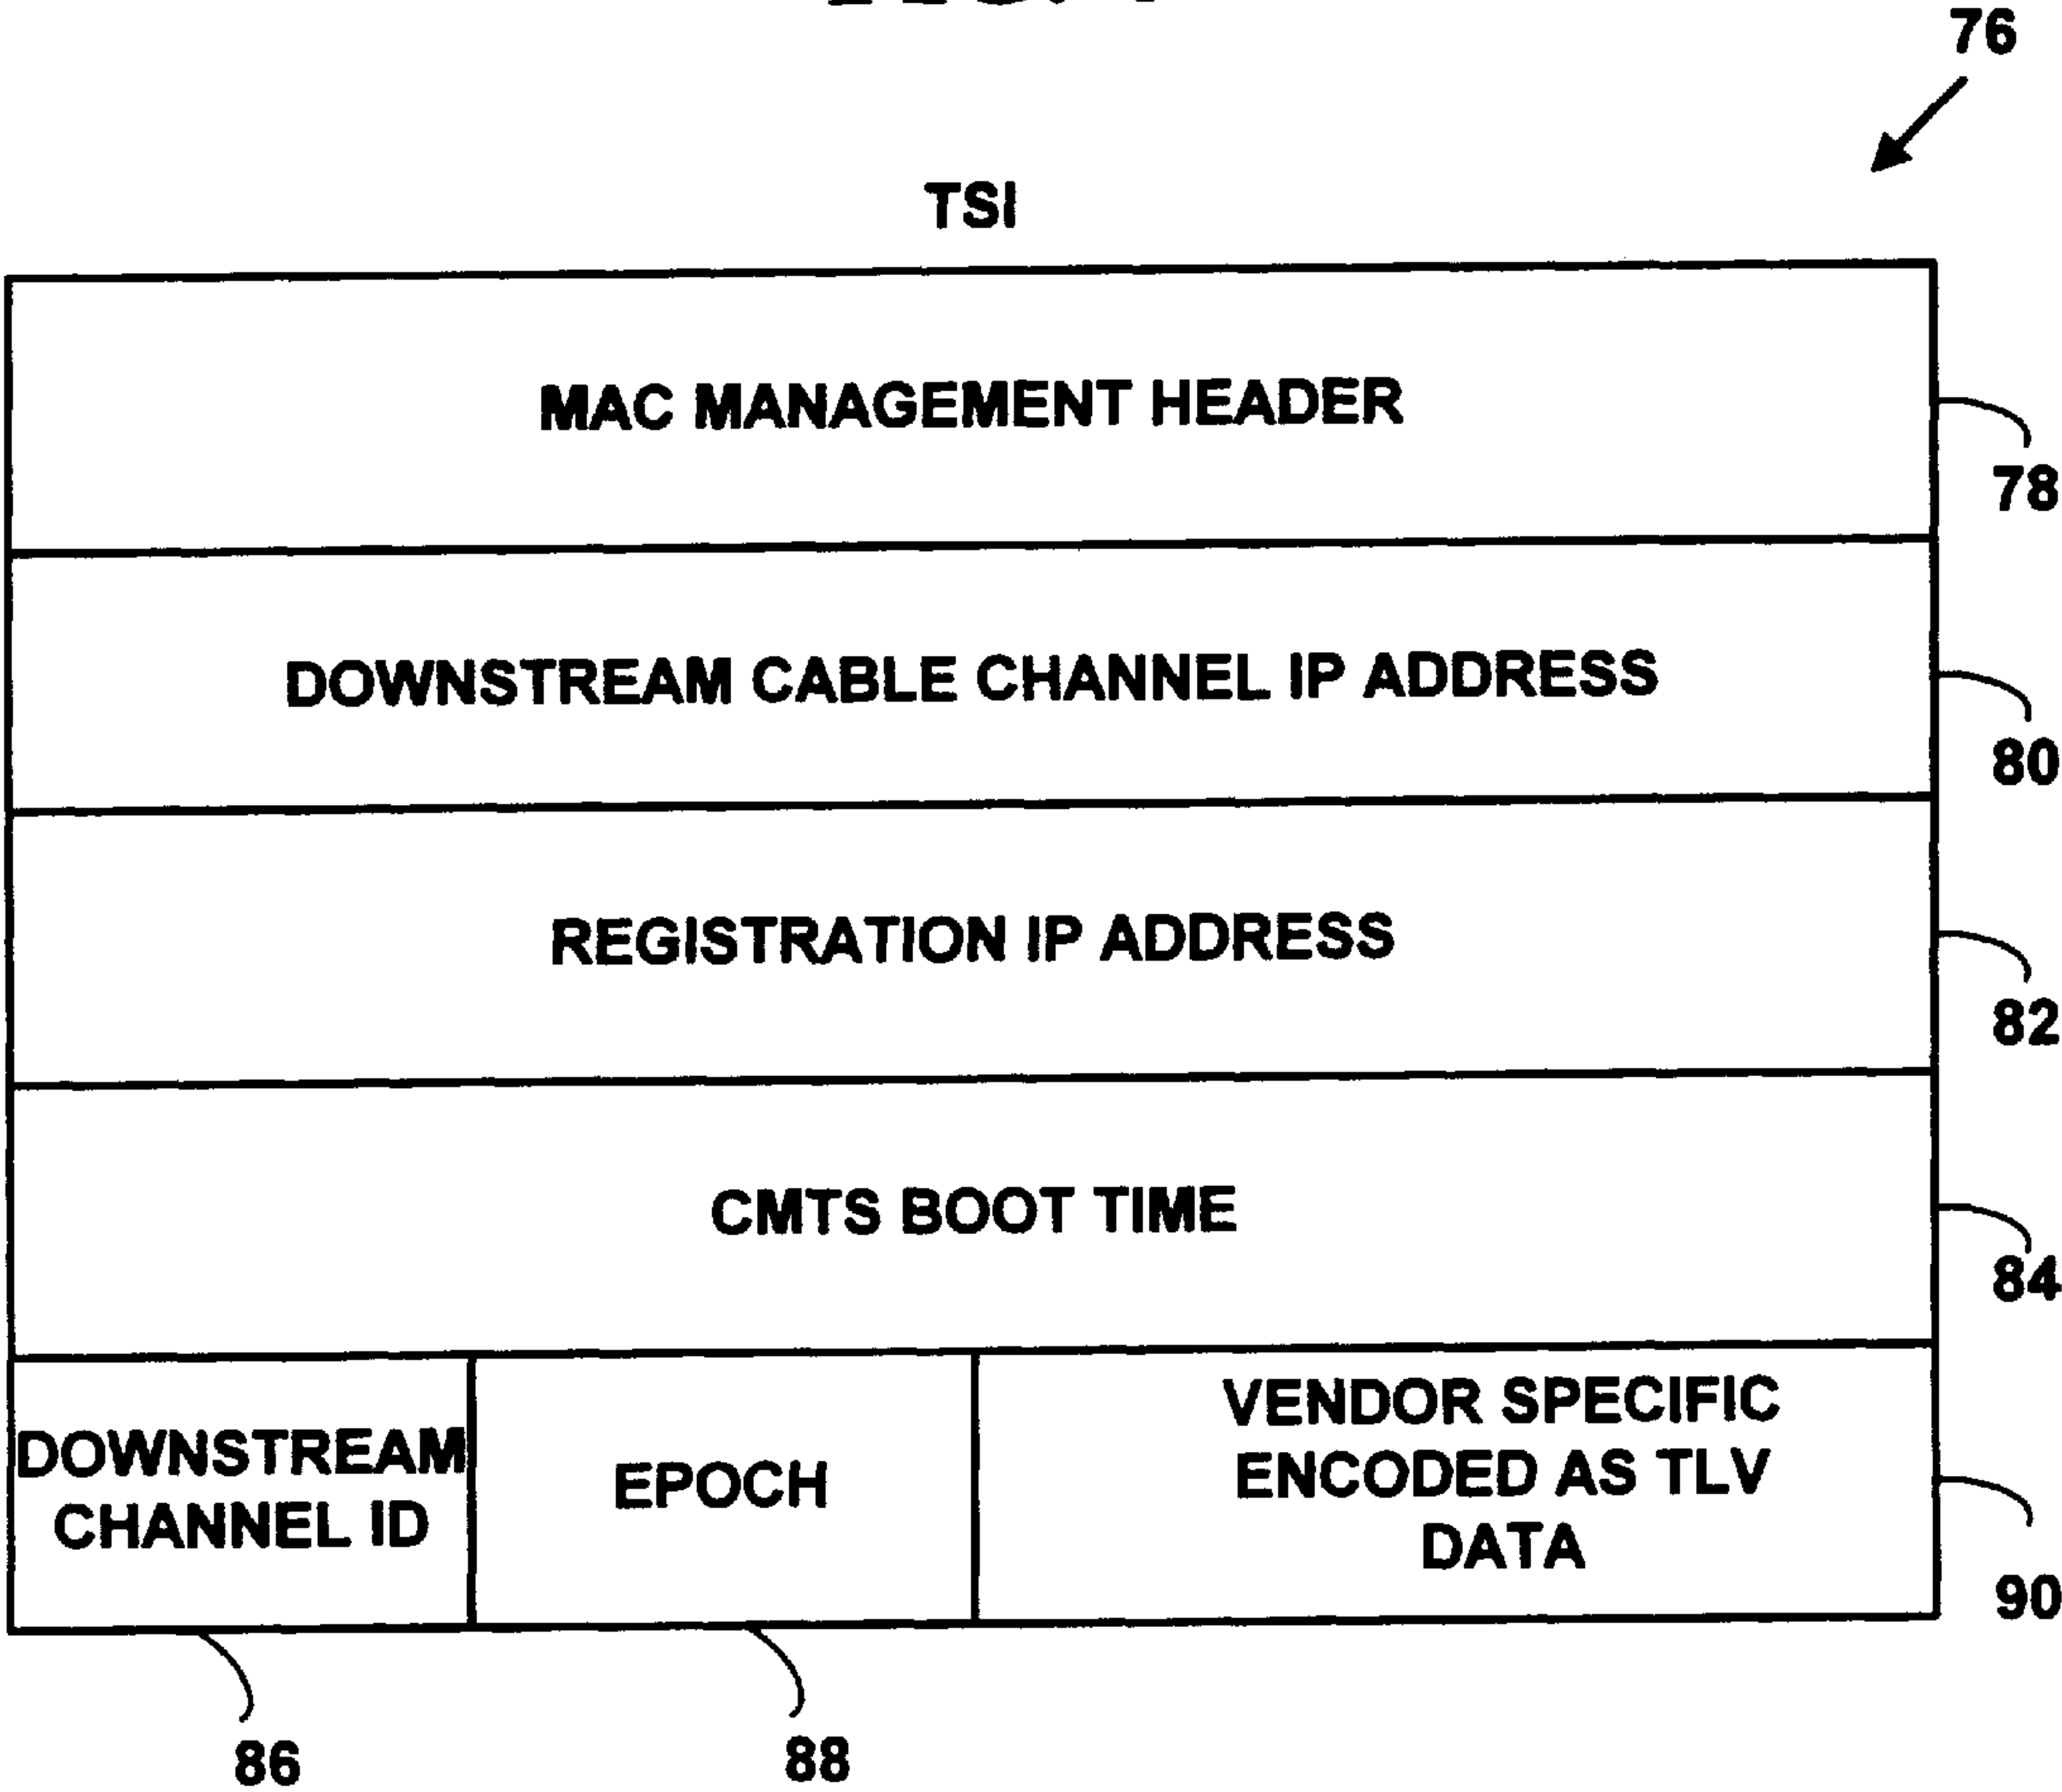 76
TSI
MAC MANAGEMENT HEADER
78
DOWNSTREAM CABLE CHANNEL IP ADDRESS
80
REGISTRATION IP ADDRESS
82
CMTS BOOT TIME
84
DOWNSTREAM
CHANNEL ID
EPOCH
VENDOR SPECIFIC
ENCODED AS TLV
DATA
90
86
88